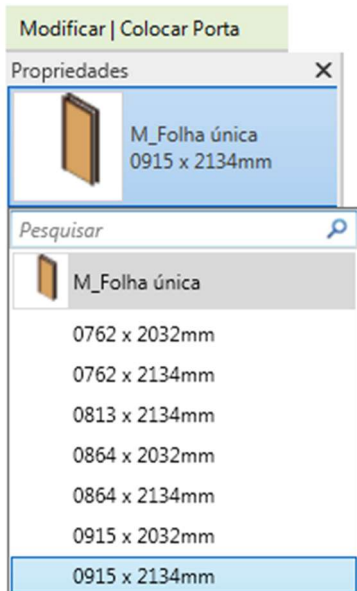 Modificar | Colocar Porta
Propriedades
M_Folha única
0915 x 2134mm
Pesquisar
M_Folha única
0762 x 2032mm
0762 x 2134mm
0813 x 2134mm
0864 x 2032mm
0864 x 2134mm
0915 x 2032mm
0915 x 2134mm